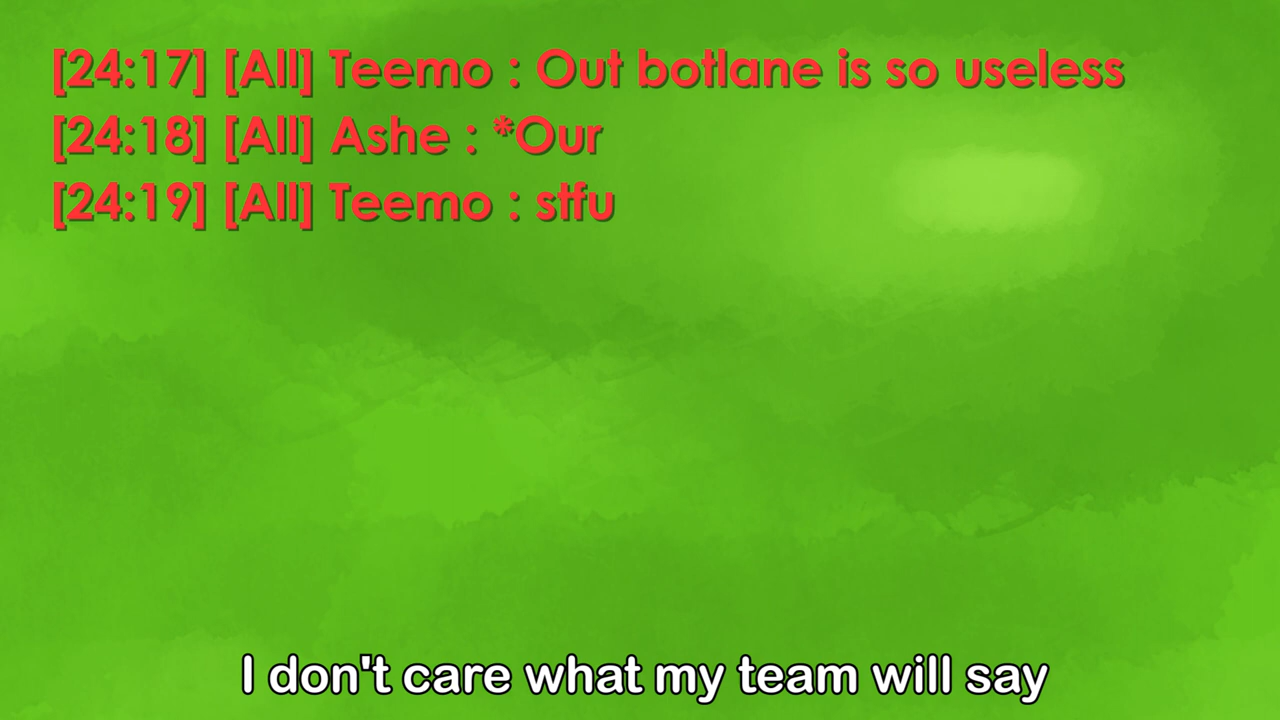 [24:17] [All] Teemo : Out botlane is so useless
[24:18] [All] Ashe : *Our
[24:19] [All] Teemo : stfu
I don't care what my team will say